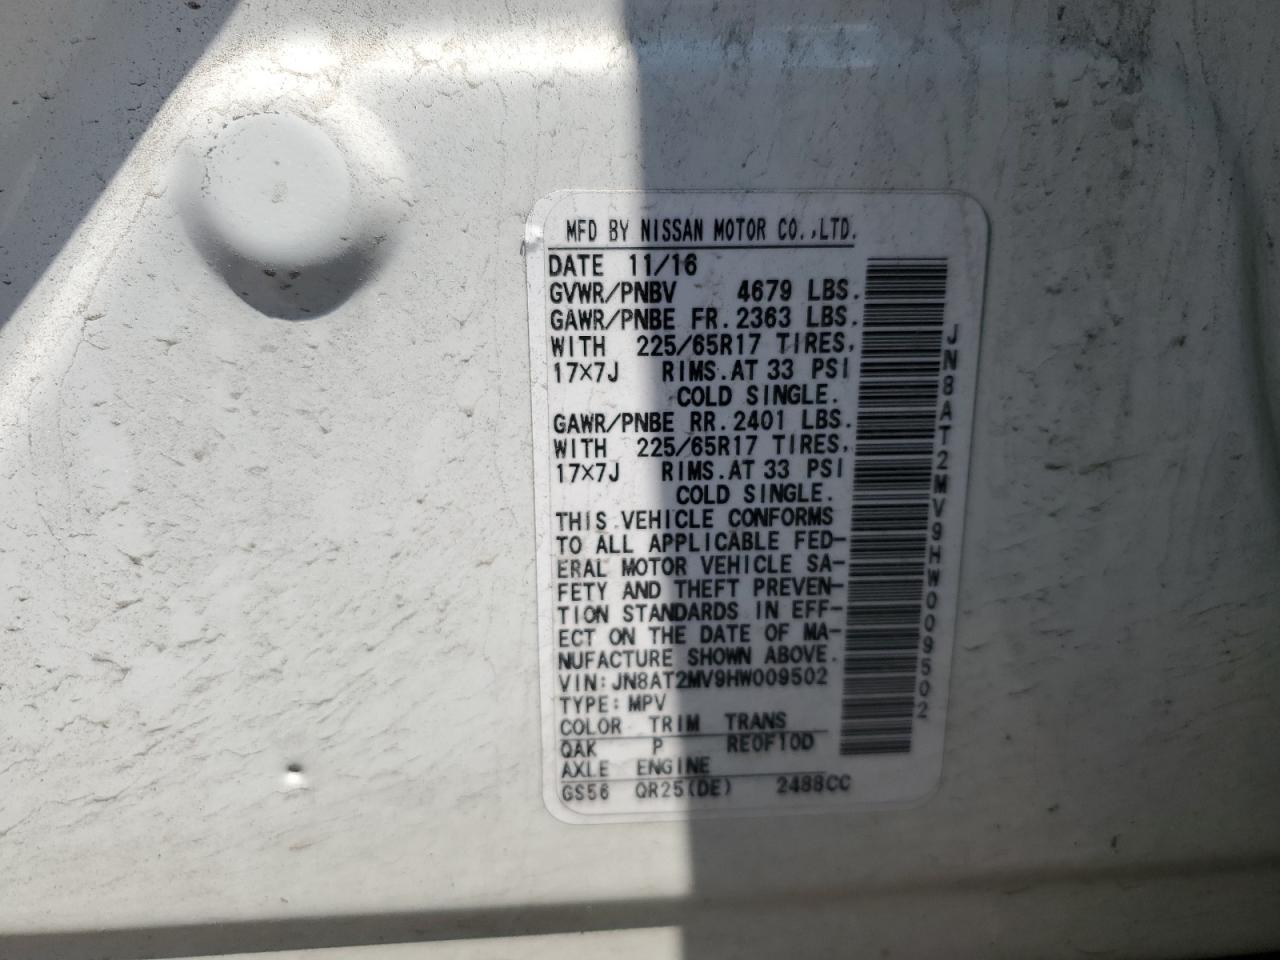 MFD BY NISSAN MOTOR CO.,LTD.
DATE 11/16
GVWR/PNBV 4679 LBS.
GAWR/PNBE FR. 2363 LBS.
WITH 225/65R17 TIRES,
17×7J RIMS.AT 33 PSI
COLD SINGLE.
GAWR/PNBE RR. 2401 LBS.
WITH 225/65R17 TIRES,
17×7J RIMS.AT 33 PSI
COLD SINGLE.
THIS VEHICLE CONFORMS
TO ALL APPLICABLE FED-
ERAL MOTOR VEHICLE SA-
FETY AND THEFT PREVEN-
TION STANDARDS IN EFF-
ECT ON THE DATE OF MA-
NUFACTURE SHOWN ABOVE.
VIN: JN8AT2MV9HW009502
TYPE: MPV
COLOR TRIM TRANS
QAK P RE0F10D
AXLE ENGINE
GS56 QR25(DE) 2488CC
JN8AT2MV9HW009502